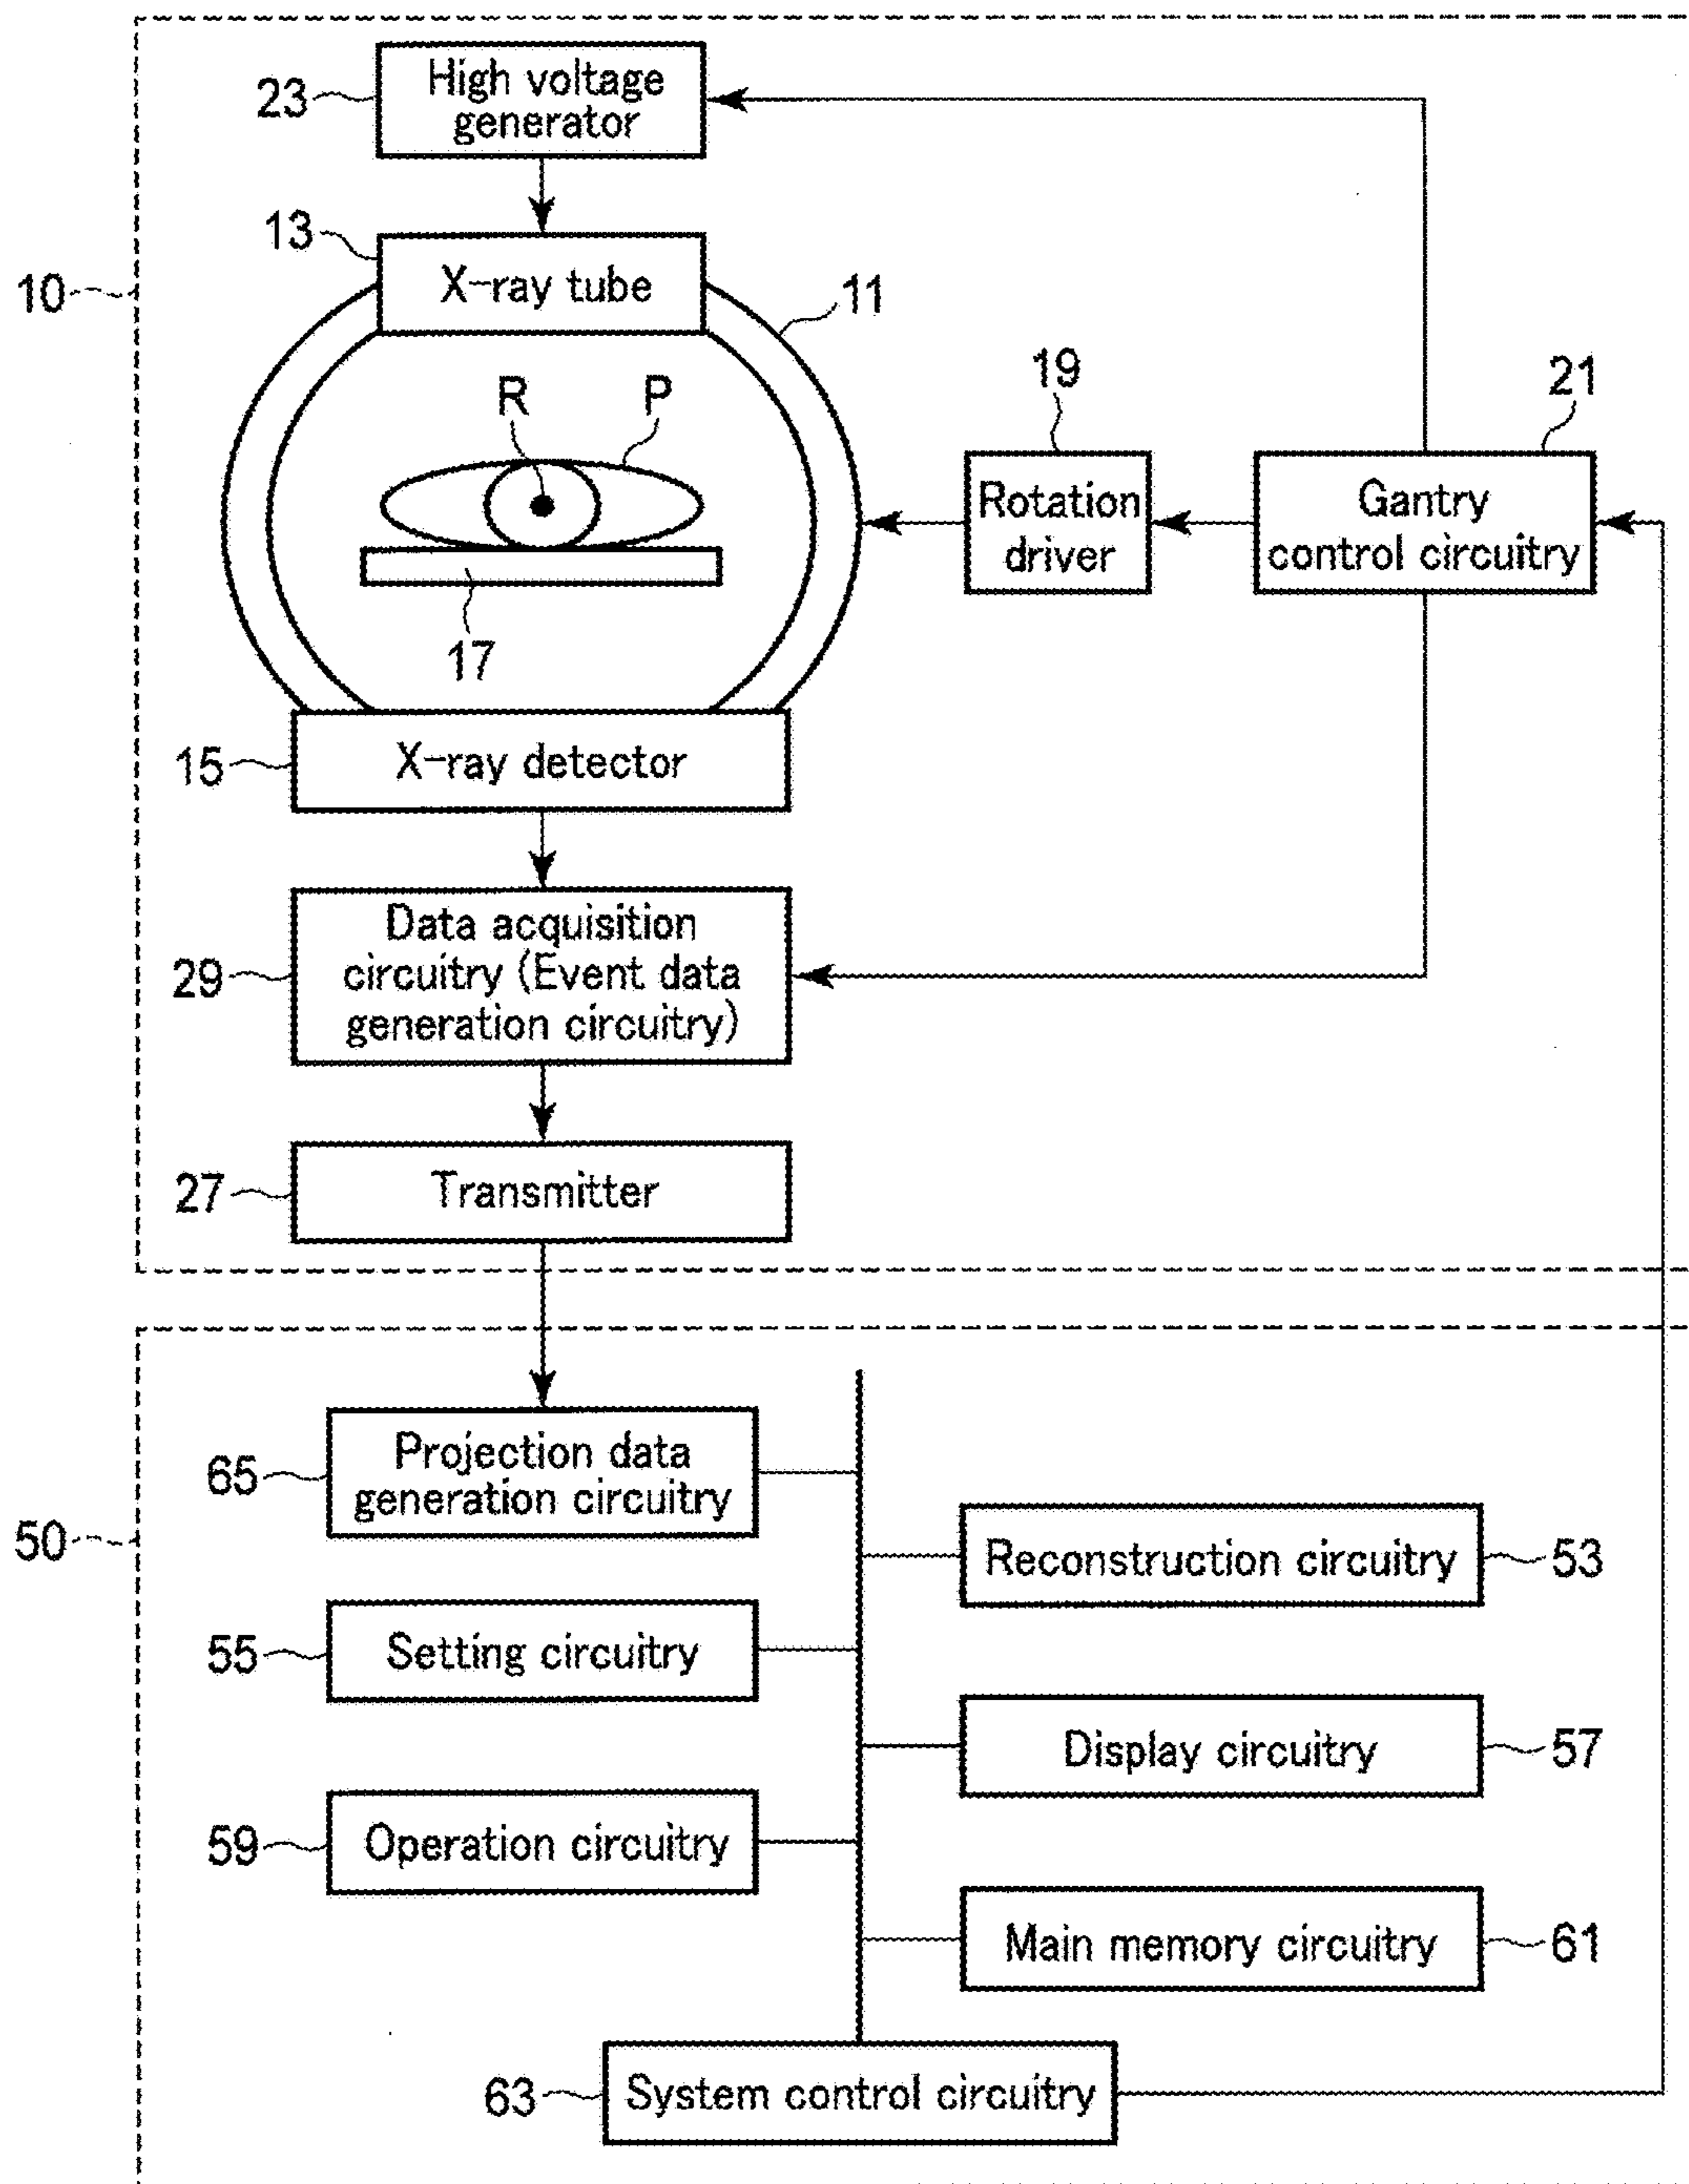 High voltage
generator
23
13
X-ray tube
10
11
R
P
19
21
Rotation
driver
Gantry
control circuitry
17
15
X-ray detector
29
Data acquisition
circuitry (Event data
generation circuitry)
27
Transmitter
65
Projection data
generation circuitry
50
Reconstruction circuitry
53
55
Setting circuitry
Display circuitry
57
59
Operation circuitry
Main memory circuitry
61
63
System control circuitry